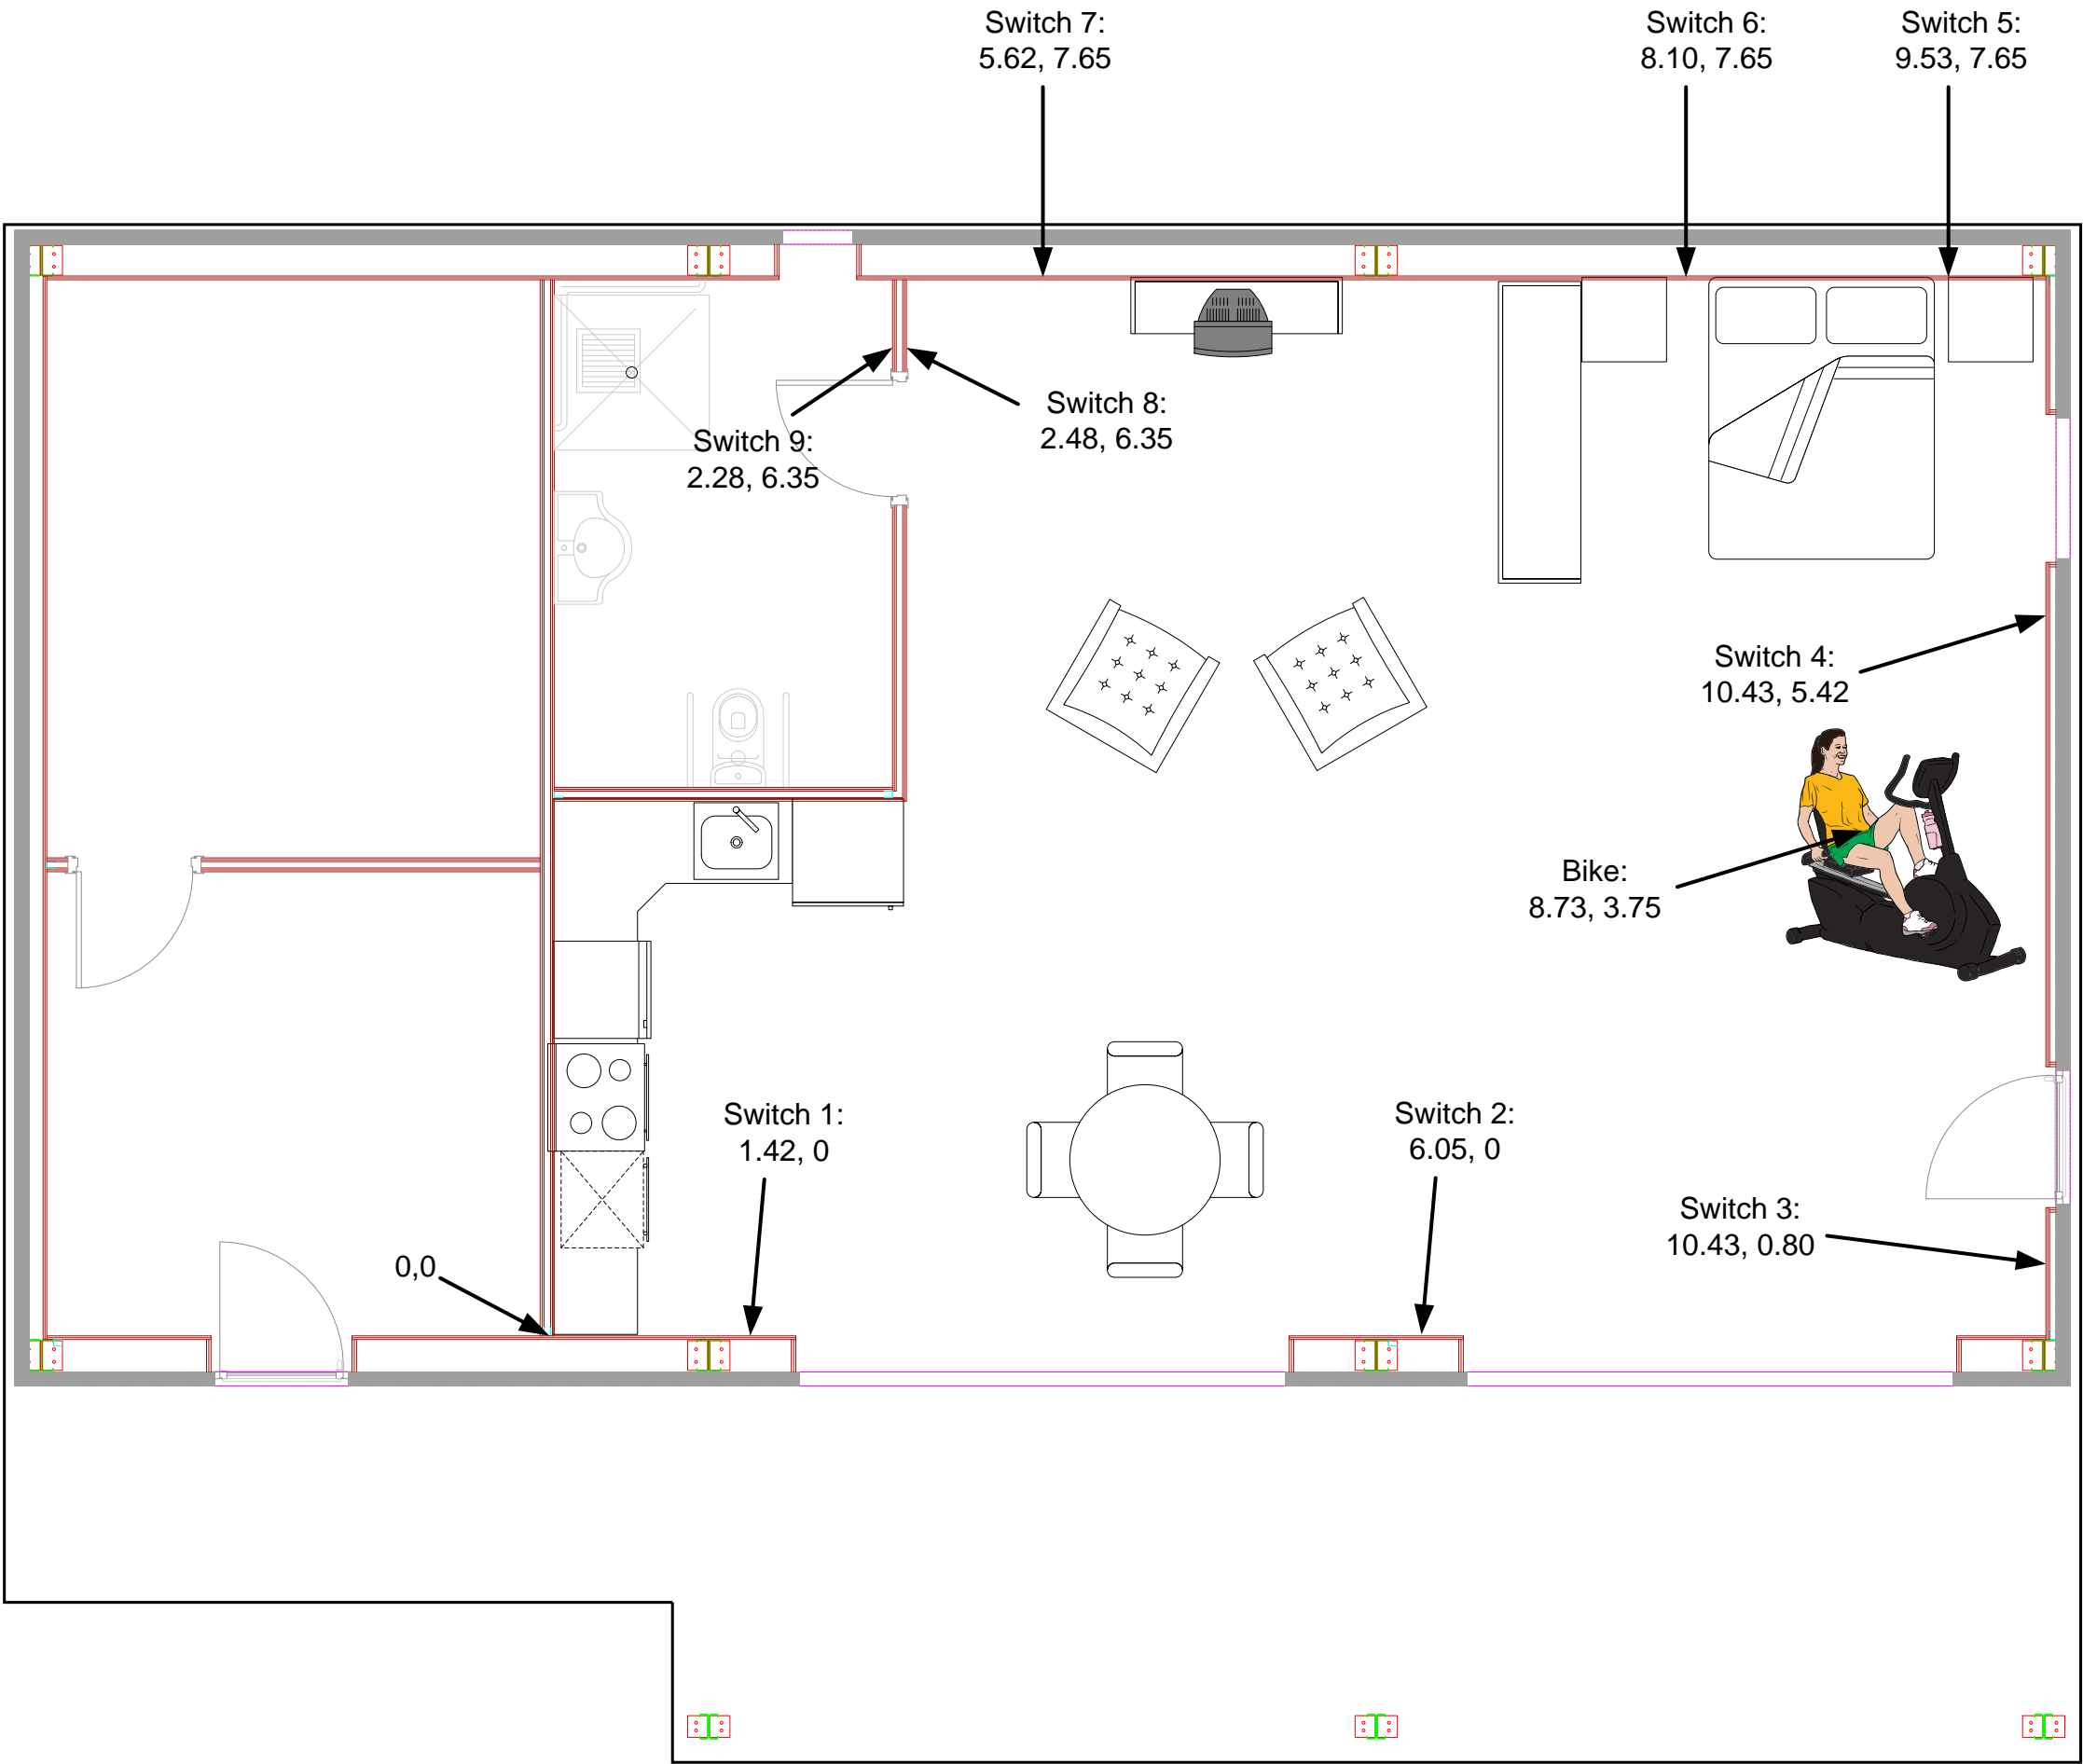 Switch 7:
5.62, 7.65
Switch 6:
8.10, 7.65
Switch 5:
9.53, 7.65
Switch 8:
2.48, 6.35
Switch 9:
2.28, 6.35
Switch 4:
10.43, 5.42
Bike:
8.73, 3.75
Switch 1:
1.42, 0
Switch 2:
6.05, 0
Switch 3:
10.43, 0.80
0,0